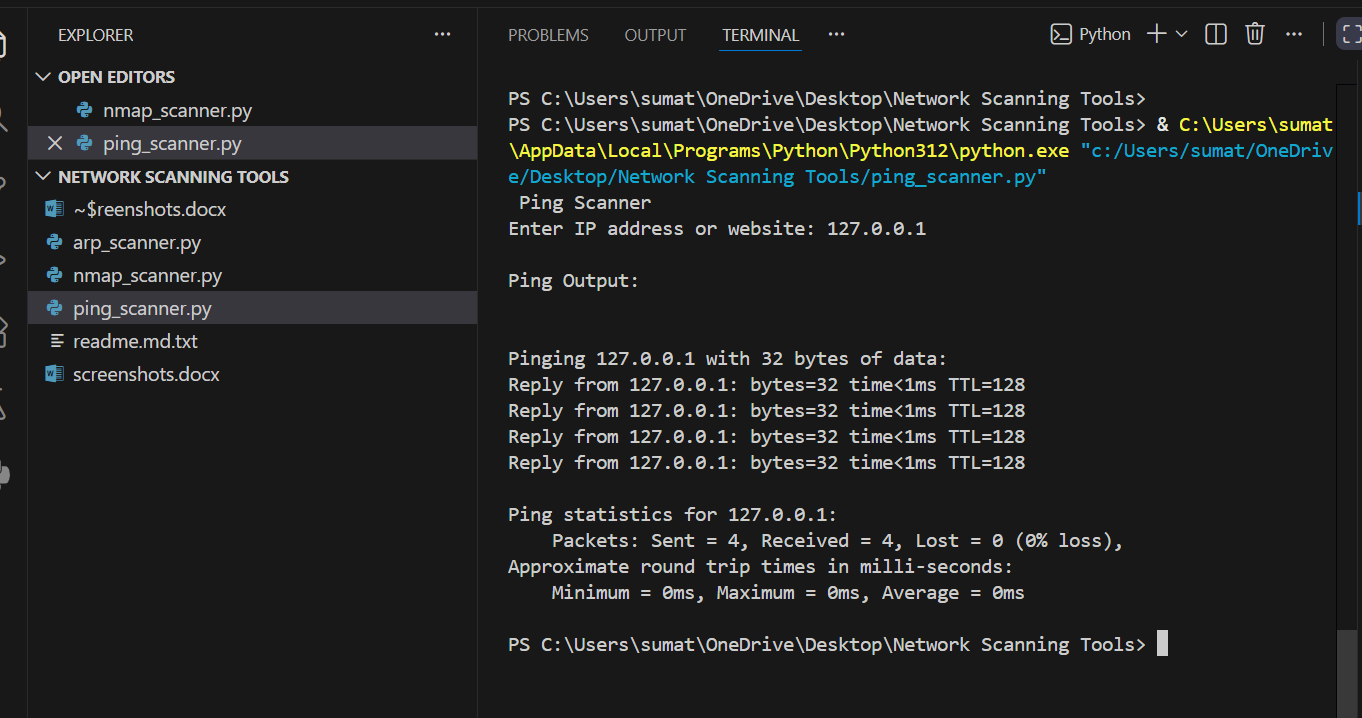 EXPLORER
OPEN EDITORS
nmap_scanner.py
ping_scanner.py
NETWORK SCANNING TOOLS
~$reenshots.docx
arp_scanner.py
nmap_scanner.py
ping_scanner.py
readme.md.txt
screenshots.docx
PROBLEMS OUTPUT TERMINAL
Python
PS C:\Users\sumat\OneDrive\Desktop\Network Scanning Tools>
PS C:\Users\sumat\OneDrive\Desktop\Network Scanning Tools> & C:\Users\sumat
\AppData\Local\Programs\Python\Python312\python.exe "c:/Users/sumat/OneDriv
e/Desktop/Network Scanning Tools/ping_scanner.py"
Ping Scanner
Enter IP address or website: 127.0.0.1
Ping Output:
Pinging 127.0.0.1 with 32 bytes of data:
Reply from 127.0.0.1: bytes=32 time<1ms TTL=128
Reply from 127.0.0.1: bytes=32 time<1ms TTL=128
Reply from 127.0.0.1: bytes=32 time<1ms TTL=128
Reply from 127.0.0.1: bytes=32 time<1ms TTL=128
Ping statistics for 127.0.0.1:
Packets: Sent = 4, Received = 4, Lost = 0 (0% loss),
Approximate round trip times in milli-seconds:
Minimum = 0ms, Maximum = 0ms, Average = 0ms
PS C:\Users\sumat\OneDrive\Desktop\Network Scanning Tools>